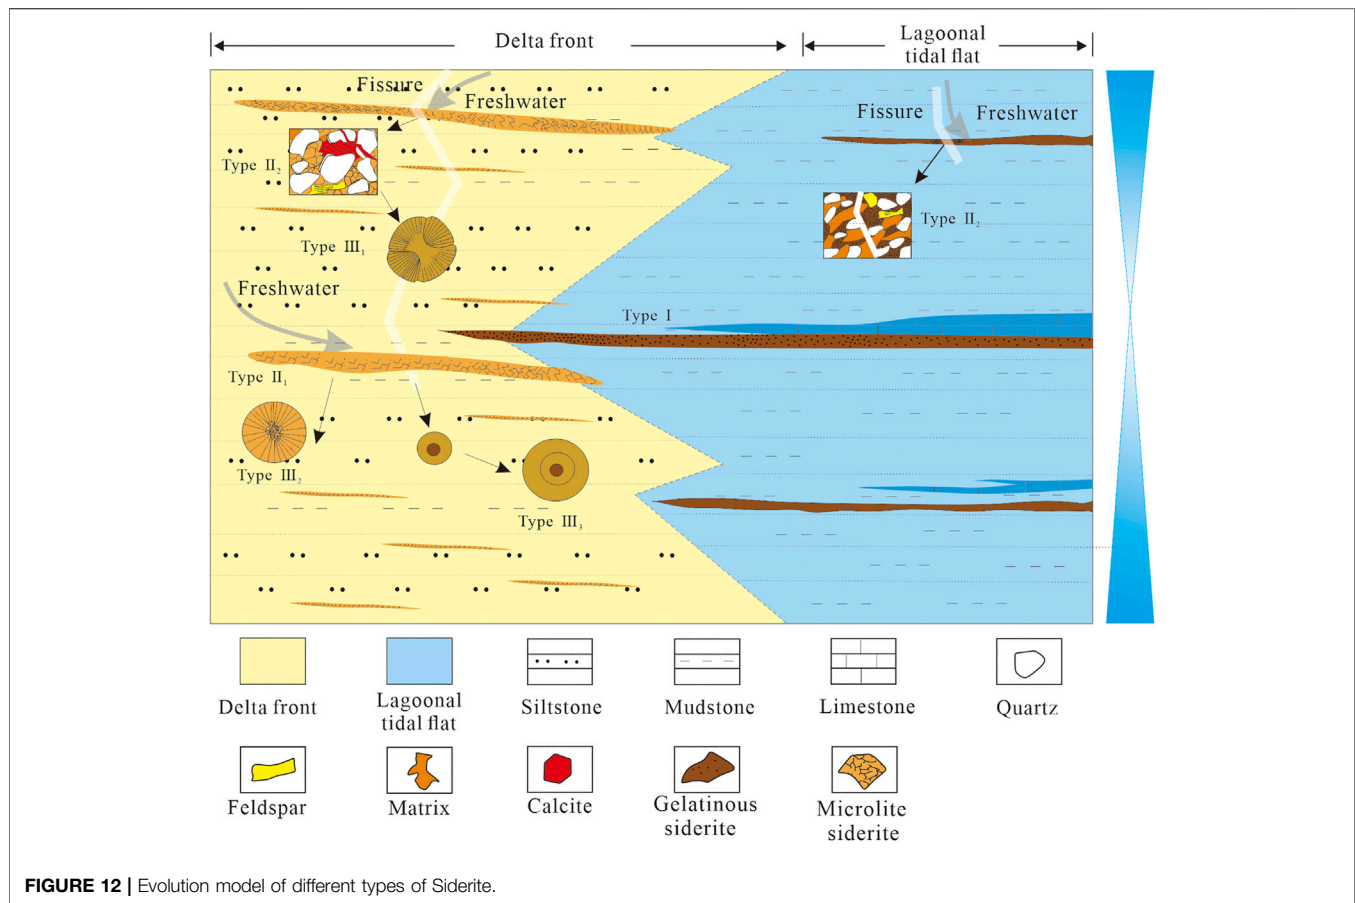 Delta front
Lagoonal
tidal flat
Fissure
Freshwater
Fissure
Freshwater
Type II₂
Type II₂
Type III₁
Freshwater
Type I
Type II₁
Type III₂
Type III₃
Delta front
Lagoonal
tidal flat
Siltstone
Mudstone
Limestone
Quartz
Feldspar
Matrix
Calcite
Gelatinous
siderite
Microlite
siderite
FIGURE 12 | Evolution model of different types of Siderite.